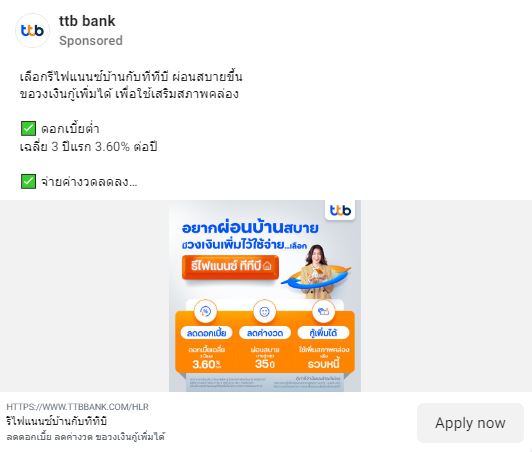 ttb bank
Sponsored
เลือกรีไฟแนนซ์บ้านกับทีทีบี ผ่อนสบายขึ้น
ขอวงเงินกู้เพิ่มได้ เพื่อใช้เสริมสภาพคล่อง
✅ ดอกเบี้ยต่ำ
เฉลี่ย 3 ปีแรก 3.60% ต่อปี
✅ จ่ายค่างวดลดลง...
ttb
อยากผ่อนบ้านสบาย
มีวงเงินเพิ่มไว้ใช้จ่าย...เลือก
รีไฟแนนซ์ ทีทีบี
ลดดอกเบี้ย ลดค่างวด กู้เพิ่มได้
ดอกเบี้ยเฉลี่ย
3 ปีแรก
3.60%
ผ่อนสบาย
นานสูงสุด
35ปี
ใช้เพิ่มสภาพคล่อง
หรือ
รวบหนี้
HTTPS://WWW.TTBBANK.COM/HLR
รีไฟแนนซ์บ้านกับทีทีบี
ลดดอกเบี้ย ลดค่างวด ขอวงเงินกู้เพิ่มได้
Apply now